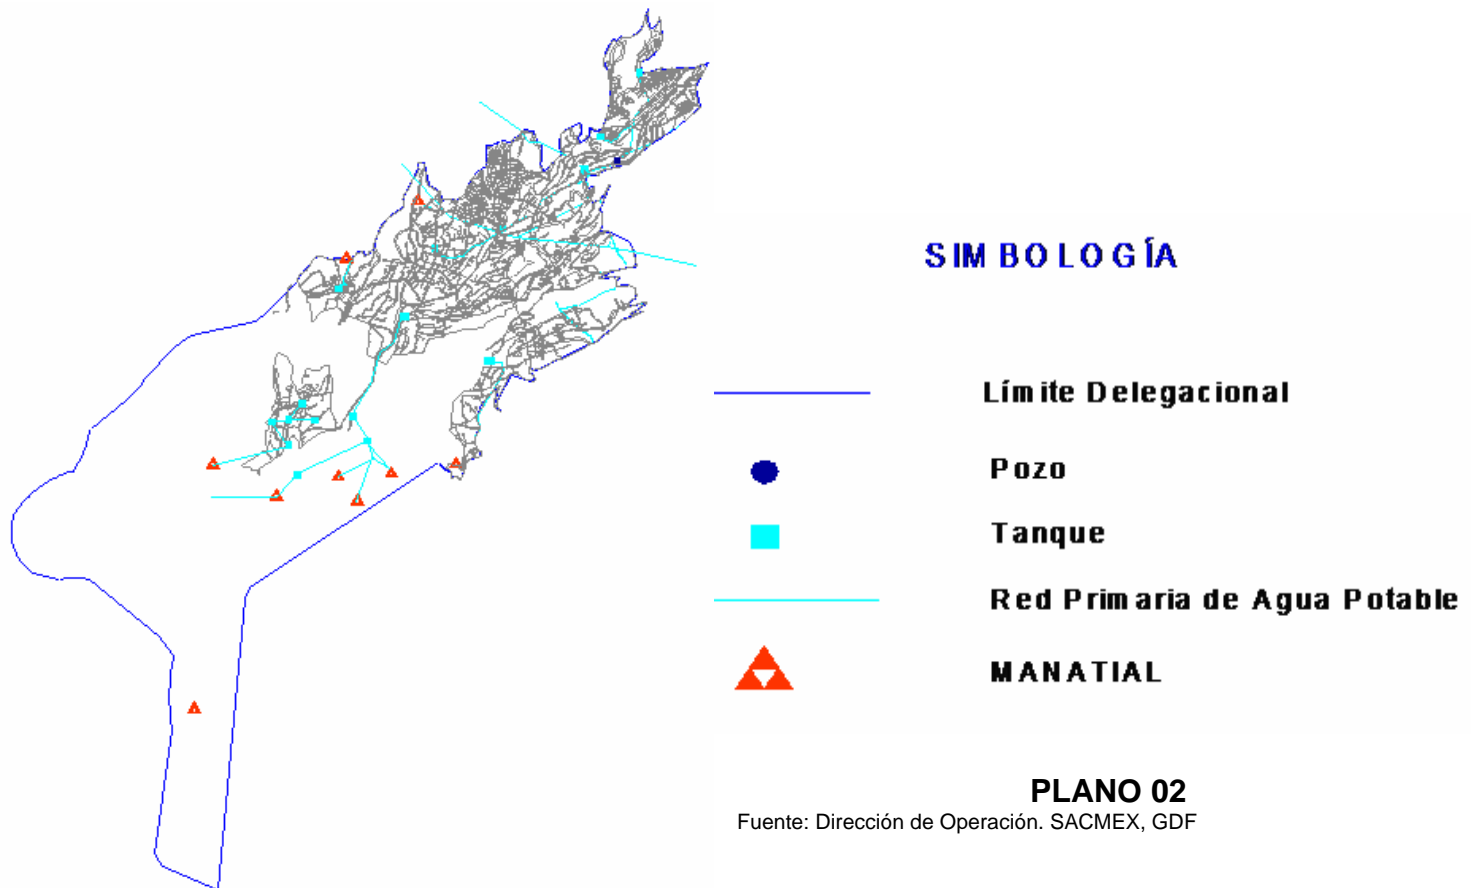 SIMBOLOGÍA
Límite Delegacional
Pozo
Tanque
Red Primaria de Agua Potable
MANATIAL
PLANO 02
Fuente: Dirección de Operación. SACMEX, GDF